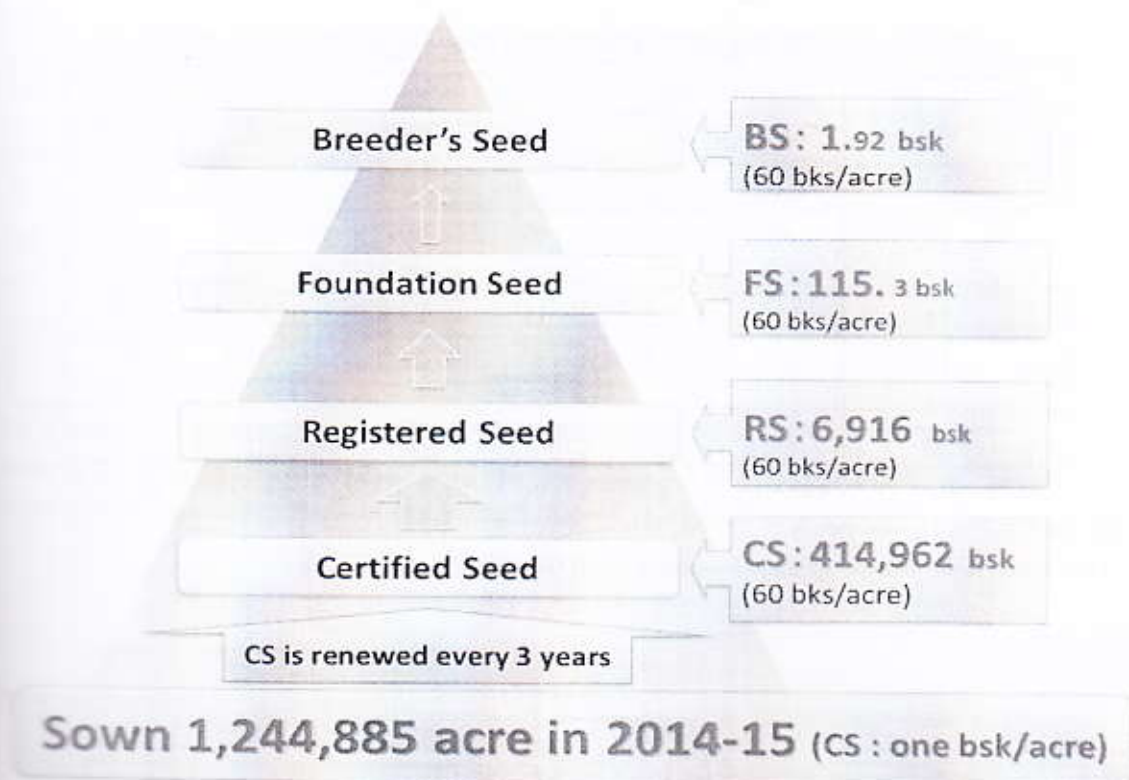 Breeder's Seed
BS: 1.92 bsk
(60 bks/acre)
Foundation Seed
FS: 115. 3 bsk
(60 bks/acre)
Registered Seed
RS: 6,916 bsk
(60 bks/acre)
Certified Seed
CS: 414,962 bsk
(60 bks/acre)
CS is renewed every 3 years
Sown 1,244,885 acre in 2014-15 (CS : one bsk/acre)